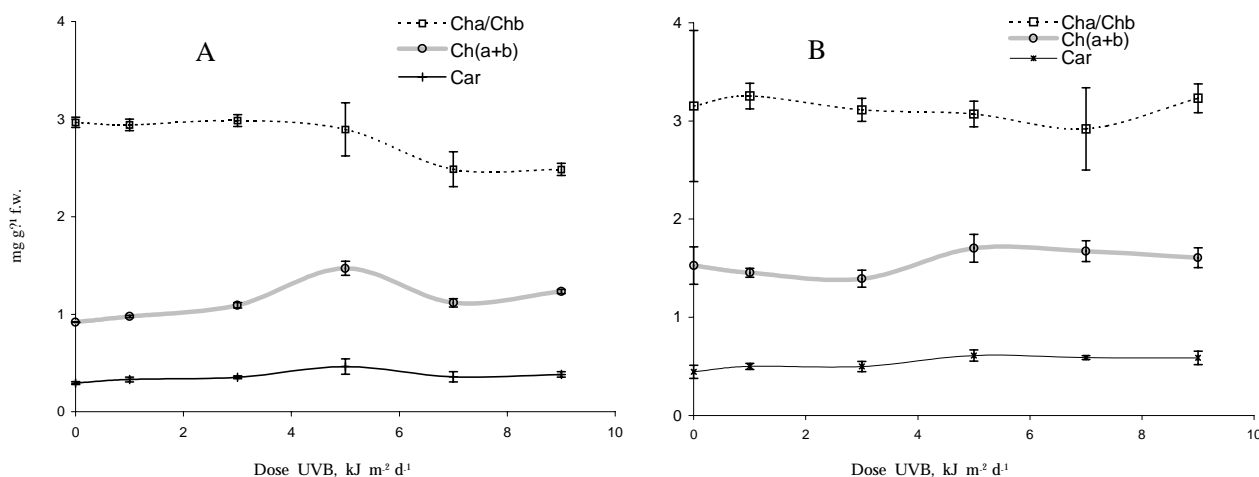 A
Cha/Chb
Ch(a+b)
Car
4
3
2
1
0
mg g?¹ f.w.
0 2 4 6 8 10
Dose UVB, kJ m⁻² d⁻¹
B
Cha/Chb
Ch(a+b)
Car
4
3
2
1
0
0 2 4 6 8 10
Dose UVB, kJ m⁻² d⁻¹